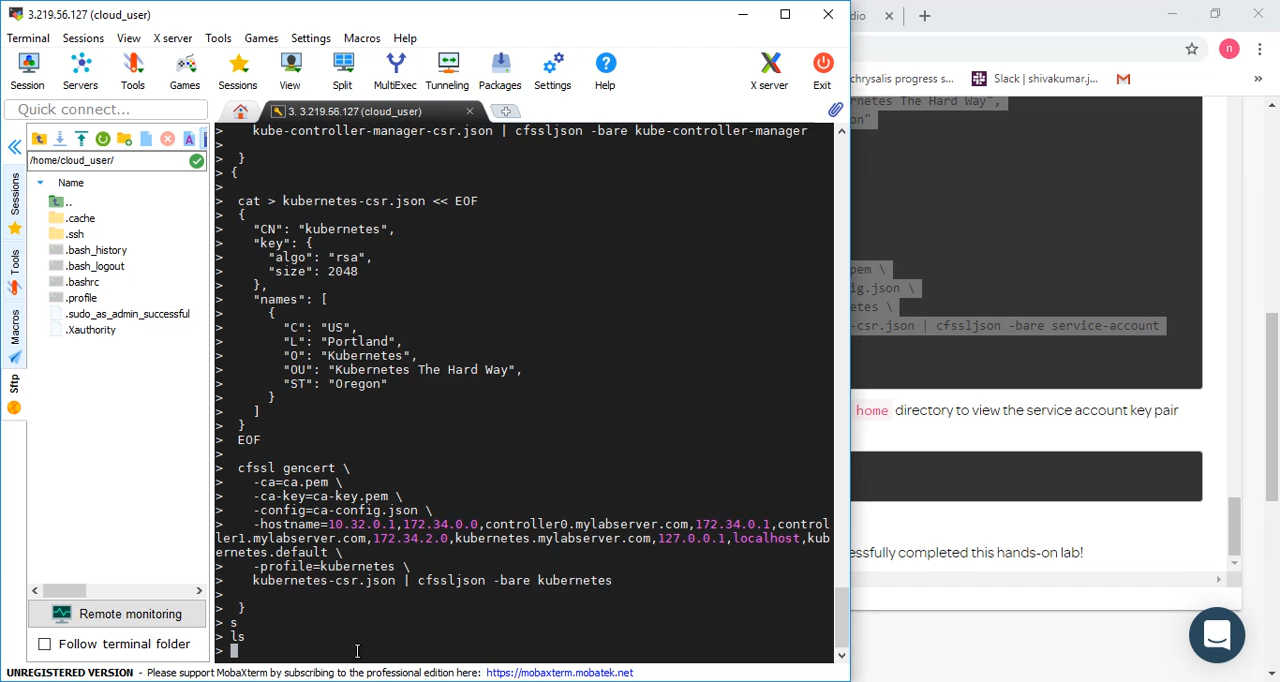 3.219.56.127 (cloud_user)
Terminal Sessions View X server Tools Games Settings Macros Help
Session Servers Tools Games Sessions View Split MultiExec Tunneling Packages Settings Help X server Exit
Quick connect...
3. 3.219.56.127 (cloud_user)
/home/cloud_user/
Name
..
.cache
.ssh
.bash_history
.bash_logout
.bashrc
.profile
.sudo_as_admin_successful
.Xauthority
Sessions
Tools
Macros
Sftp
Remote monitoring
Follow terminal folder
> kube-controller-manager-csr.json | cfssljson -bare kube-controller-manager
>
> }
> {
>
> cat > kubernetes-csr.json << EOF
> {
> "CN": "kubernetes",
> "key": {
> "algo": "rsa",
> "size": 2048
> },
> "names": [
> {
> "C": "US",
> "L": "Portland",
> "O": "Kubernetes",
> "OU": "Kubernetes The Hard Way",
> "ST": "Oregon"
> }
> ]
> }
> EOF
>
> cfssl gencert \
> -ca=ca.pem \
> -ca-key=ca-key.pem \
> -config=ca-config.json \
> -hostname=10.32.0.1,172.34.0.0,controller0.mylabserver.com,172.34.0.1,control
ler1.mylabserver.com,172.34.2.0,kubernetes.mylabserver.com,127.0.0.1,localhost,kub
ernetes.default \
> -profile=kubernetes \
> kubernetes-csr.json | cfssljson -bare kubernetes
>
> }
> s
> ls
>
UNREGISTERED VERSION - Please support MobaXterm by subscribing to the professional edition here: https://mobaxterm.mobatek.net
dio
n
chrysalis progress s...
Slack | shivakumar.j...
»
netes The Hard Way",
on"
pem \
ig.json \
etes \
-csr.json | cfssljson -bare service-account
home directory to view the service account key pair
ssfully completed this hands-on lab!